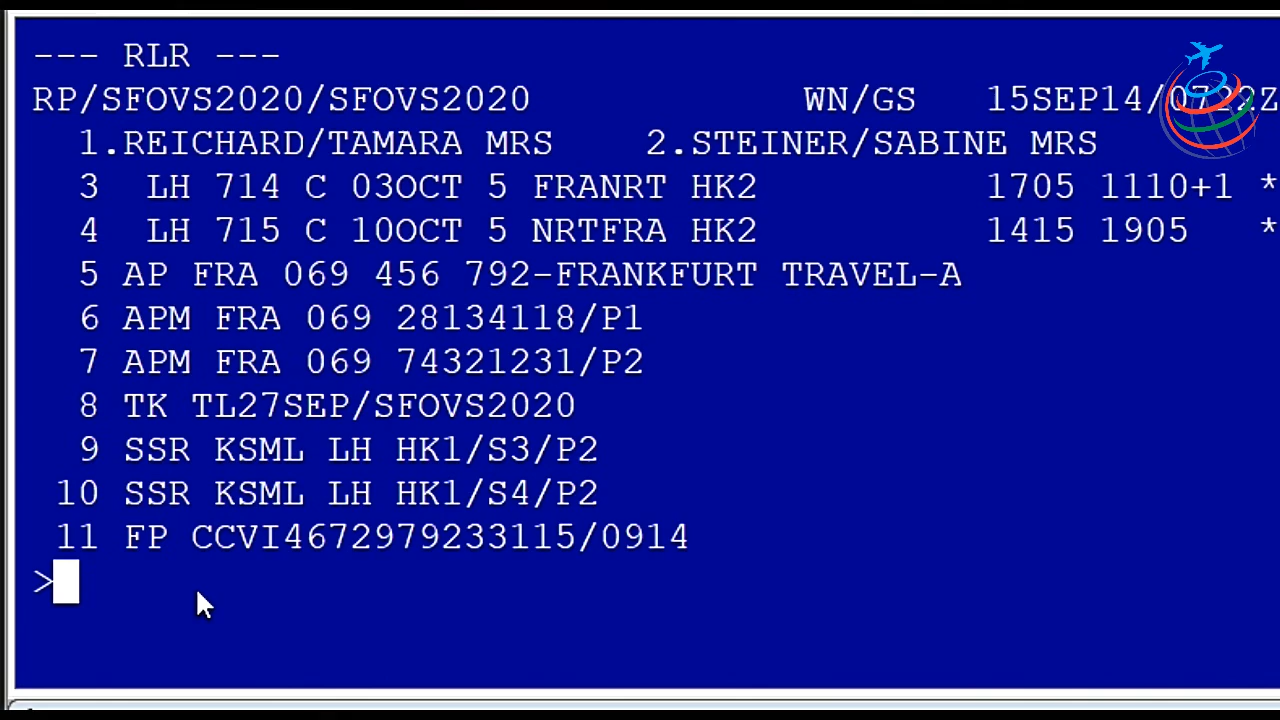 --- RLR ---
RP/SFOVS2020/SFOVS2020 WN/GS 15SEP14/0722Z
1.REICHARD/TAMARA MRS 2.STEINER/SABINE MRS
3 LH 714 C 03OCT 5 FRANRT HK2 1705 1110+1 *
4 LH 715 C 10OCT 5 NRTFRA HK2 1415 1905 *
5 AP FRA 069 456 792-FRANKFURT TRAVEL-A
6 APM FRA 069 28134118/P1
7 APM FRA 069 74321231/P2
8 TK TL27SEP/SFOVS2020
9 SSR KSML LH HK1/S3/P2
10 SSR KSML LH HK1/S4/P2
11 FP CCVI4672979233115/0914
>